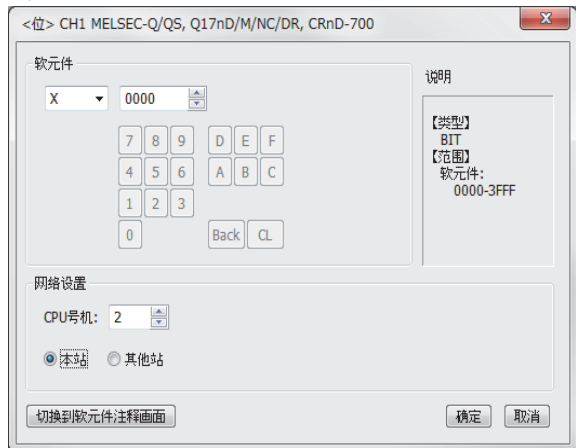 <位> CH1 MELSEC-Q/QS, Q17nD/M/NC/DR, CRnD-700
软元件
X 0000
7 8 9 D E F
4 5 6 A B C
1 2 3
0 Back CL
说明
【类型】
BIT
【范围】
软元件:
0000-3FFF
网络设置
CPU号机: 2
本站 其他站
切换到软元件注释画面 确定 取消